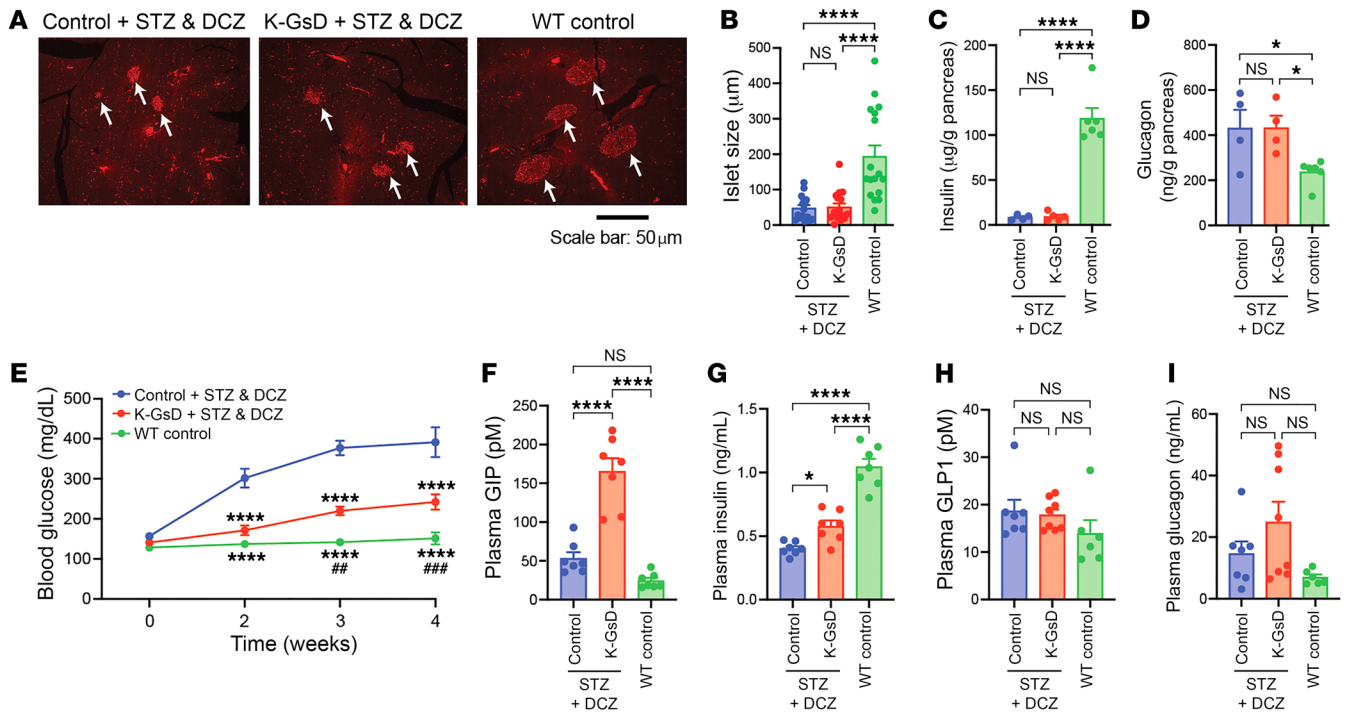 A
Control + STZ & DCZ
K-GsD + STZ & DCZ
WT control
Scale bar: 50μm
B
****
****
NS
Islet size (μm)
500
400
300
200
100
0
Control
K-GsD
WT control
STZ
+ DCZ
C
****
****
NS
Insulin (μg/g pancreas)
200
150
100
50
0
Control
K-GsD
WT control
STZ
+ DCZ
D
*
NS
*
Glucagon
(ng/g pancreas)
800
600
400
200
0
Control
K-GsD
WT control
STZ
+ DCZ
E
Blood glucose (mg/dL)
500
400
300
200
100
0
Control + STZ & DCZ
K-GsD + STZ & DCZ
WT control
****
****
****
****
****
****
##
###
0
2
3
4
Time (weeks)
F
NS
****
****
Plasma GIP (pM)
250
200
150
100
50
0
Control
K-GsD
WT control
STZ
+ DCZ
G
****
****
*
Plasma insulin (ng/mL)
1.5
1.0
0.5
0.0
Control
K-GsD
WT control
STZ
+ DCZ
H
NS
NS
NS
Plasma GLP1 (pM)
40
30
20
10
0
Control
K-GsD
WT control
STZ
+ DCZ
I
NS
NS
NS
Plasma glucagon (ng/mL)
60
40
20
0
Control
K-GsD
WT control
STZ
+ DCZ